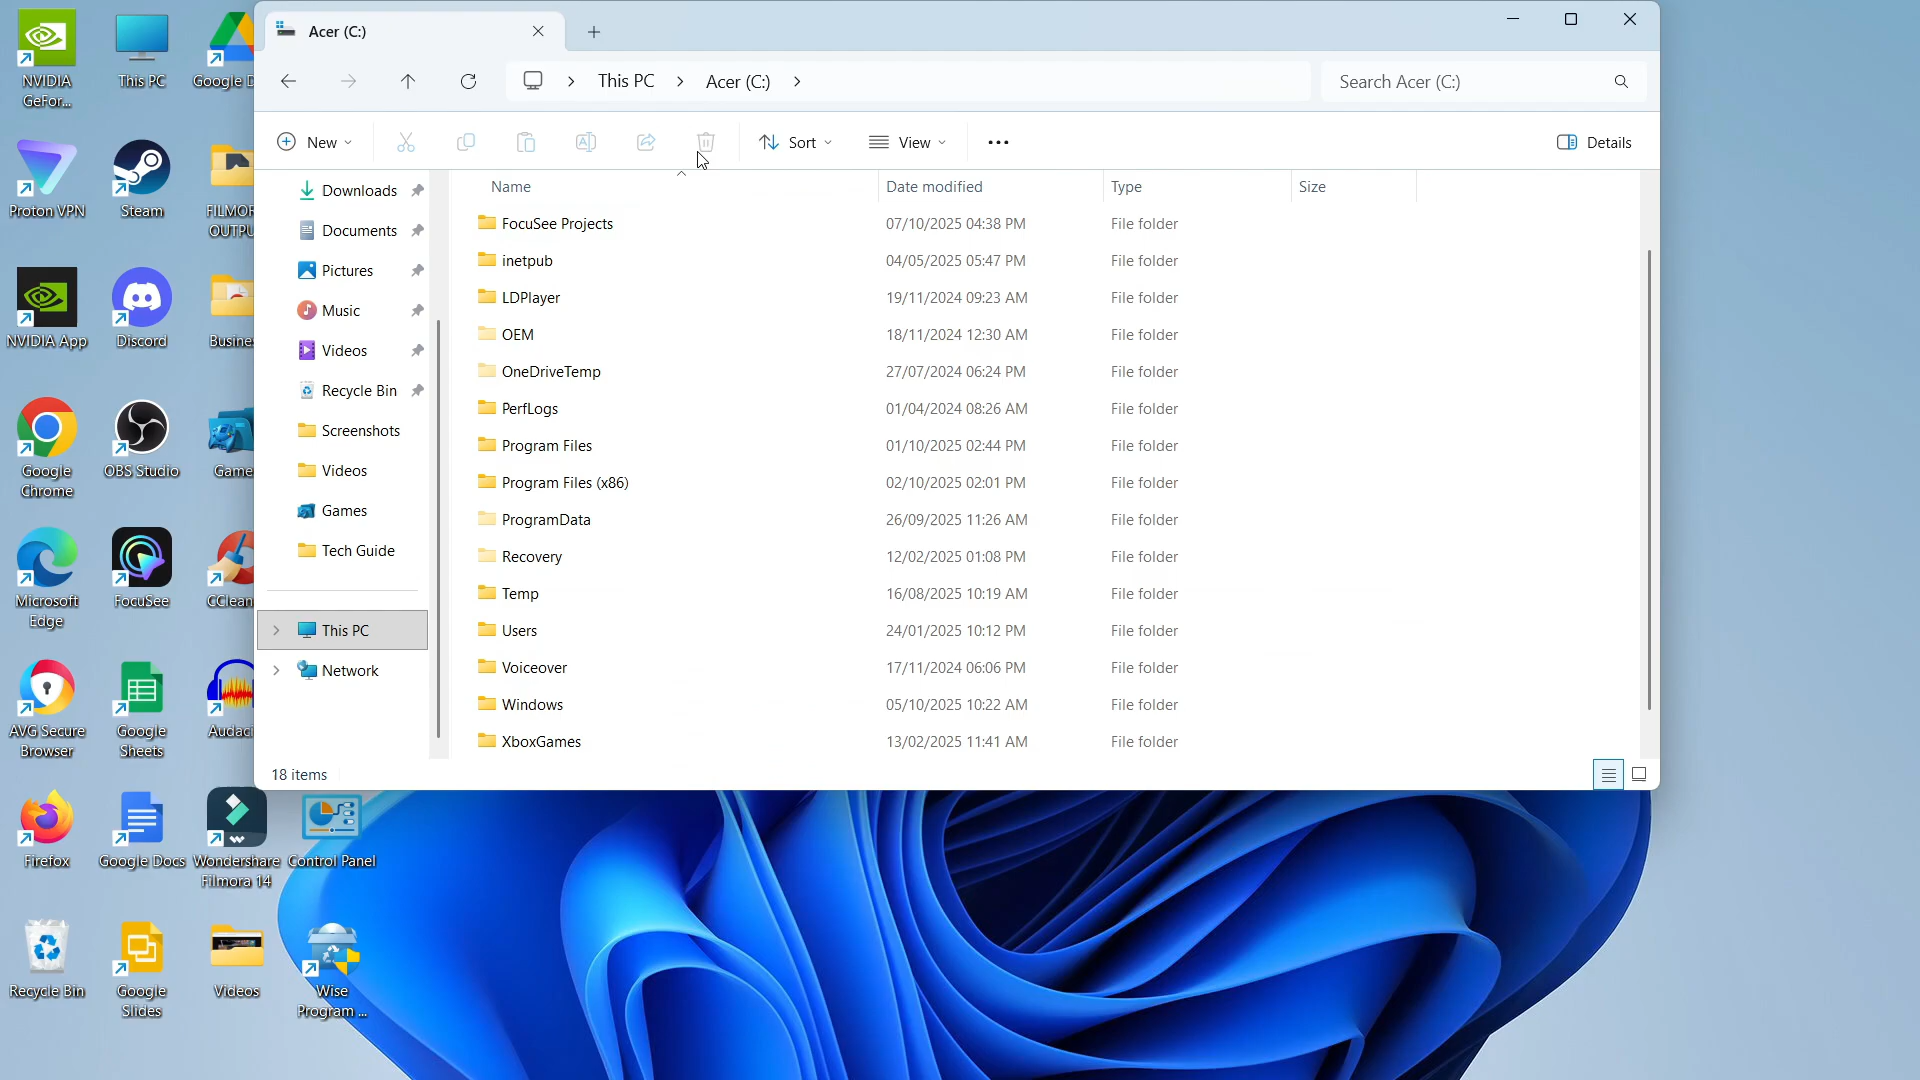 NVIDIA
GeFor...
This PC
Google D
Proton VPN
Steam
FILMOR
OUTPU
NVIDIA App
Discord
Busine
Google
Chrome
OBS Studio
Game
Microsoft
Edge
FocuSee
CClean
AVG Secure
Browser
Google
Sheets
Audac
Firefox
Google Docs
Wondershare
Filmora 14
Control Panel
Recycle Bin
Google
Slides
Videos
Wise
Program ...
Acer (C:)
This PC
Acer (C:)
Search Acer (C:)
New
Sort
View
Details
Downloads
Documents
Pictures
Music
Videos
Recycle Bin
Screenshots
Videos
Games
Tech Guide
This PC
Network
Name Date modified Type Size
FocuSee Projects 07/10/2025 04:38 PM File folder
inetpub 04/05/2025 05:47 PM File folder
LDPlayer 19/11/2024 09:23 AM File folder
OEM 18/11/2024 12:30 AM File folder
OneDriveTemp 27/07/2024 06:24 PM File folder
PerfLogs 01/04/2024 08:26 AM File folder
Program Files 01/10/2025 02:44 PM File folder
Program Files (x86) 02/10/2025 02:01 PM File folder
ProgramData 26/09/2025 11:26 AM File folder
Recovery 12/02/2025 01:08 PM File folder
Temp 16/08/2025 10:19 AM File folder
Users 24/01/2025 10:12 PM File folder
Voiceover 17/11/2024 06:06 PM File folder
Windows 05/10/2025 10:22 AM File folder
XboxGames 13/02/2025 11:41 AM File folder
18 items